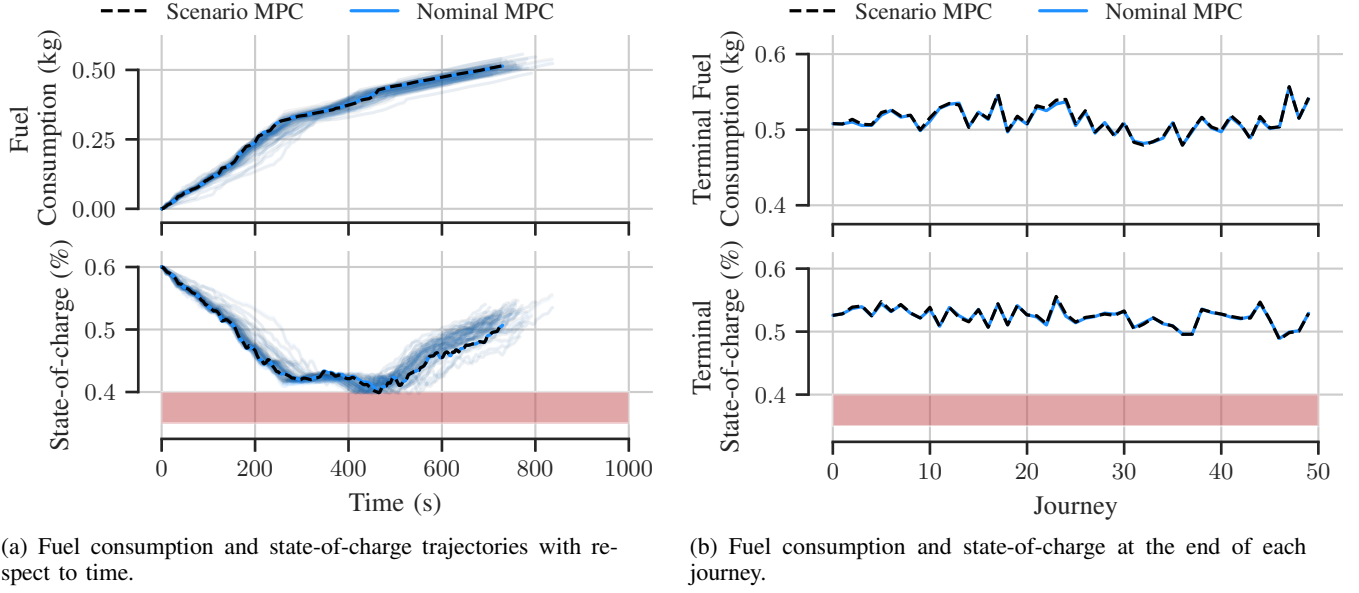 Scenario MPC
Nominal MPC
Fuel
Consumption (kg)
0.50
0.25
0.00
State-of-charge (%)
0.6
0.5
0.4
0
200
400
600
800
1000
Time (s)
(a) Fuel consumption and state-of-charge trajectories with re-
spect to time.
Scenario MPC
Nominal MPC
Terminal Fuel
Consumption (kg)
0.6
0.5
0.4
Terminal
State-of-charge (%)
0.6
0.5
0.4
0
10
20
30
40
50
Journey
(b) Fuel consumption and state-of-charge at the end of each
journey.